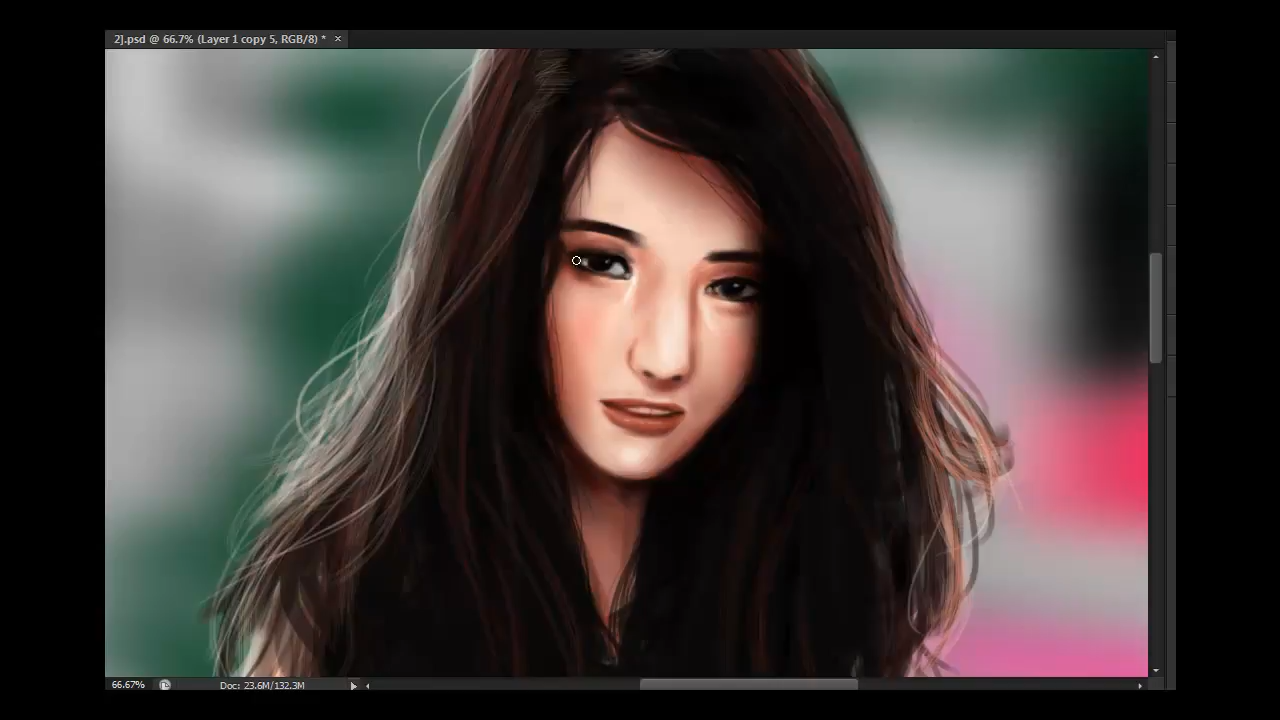 2].psd @ 66.7% (Layer 1 copy 5, RGB/8) *
66.67% Doc: 23.6M/132.3M